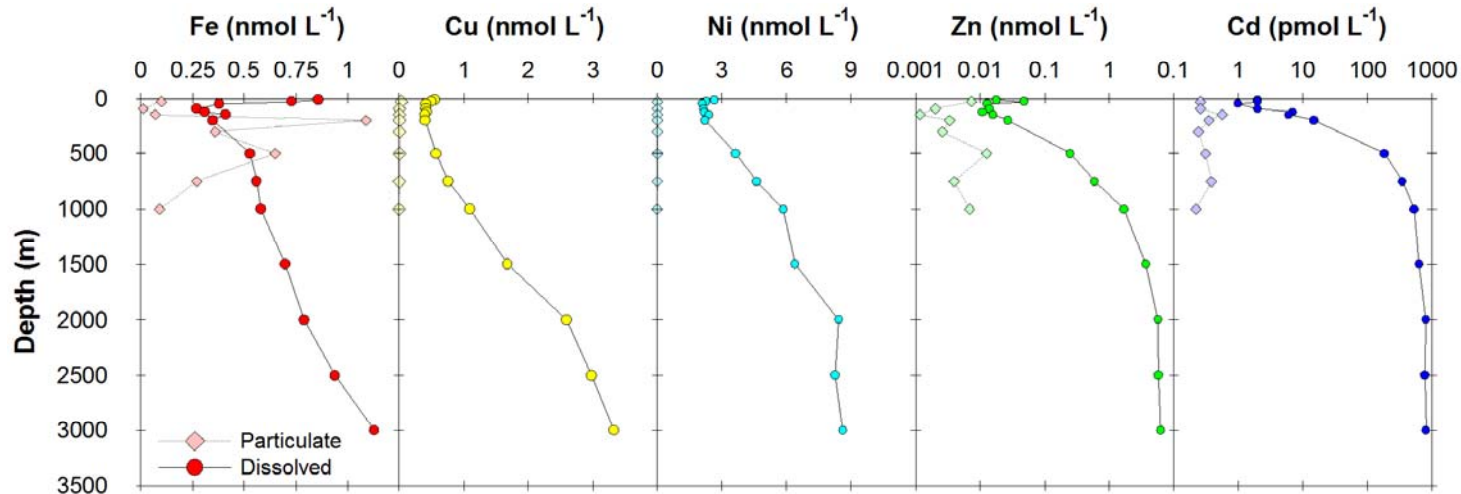 Fe (nmol L⁻¹) Cu (nmol L⁻¹) Ni (nmol L⁻¹) Zn (nmol L⁻¹) Cd (pmol L⁻¹)
0 0.25 0.5 0.75 1 0 1 2 3 0 3 6 9 0.001 0.01 0.1 1 0.1 1 10 100 1000
0
500
1000
1500
2000
2500
3000
3500
Depth (m)
Particulate
Dissolved